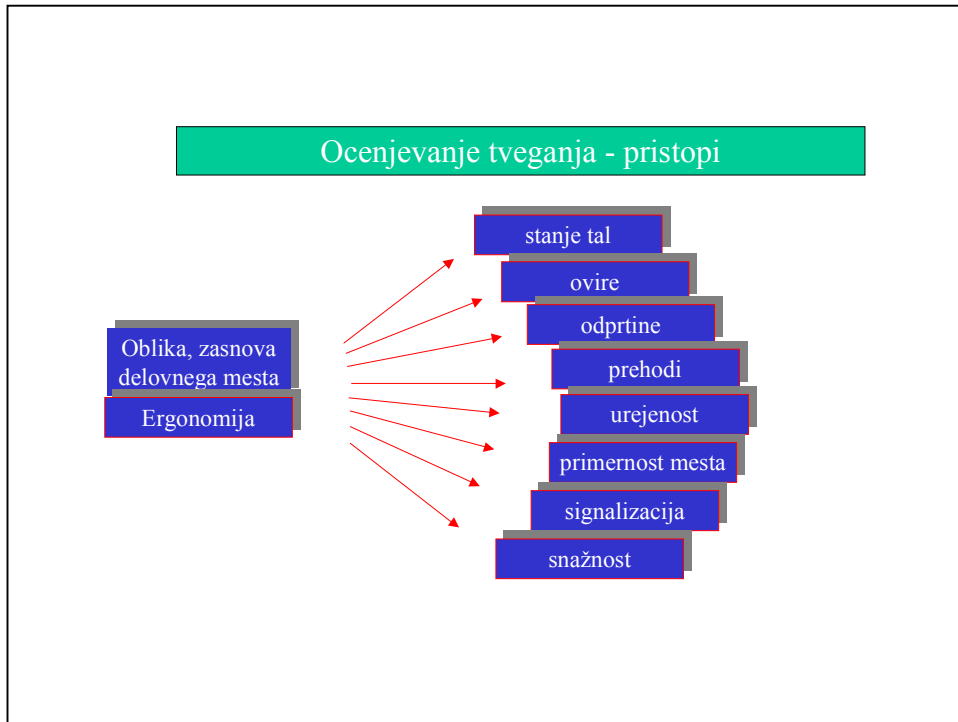 Ocenjevanje tveganja - pristopi
Oblika, zasnova
delovnega mesta
Ergonomija
stanje tal
ovire
odprtine
prehodi
urejenost
primernost mesta
signalizacija
snažnost